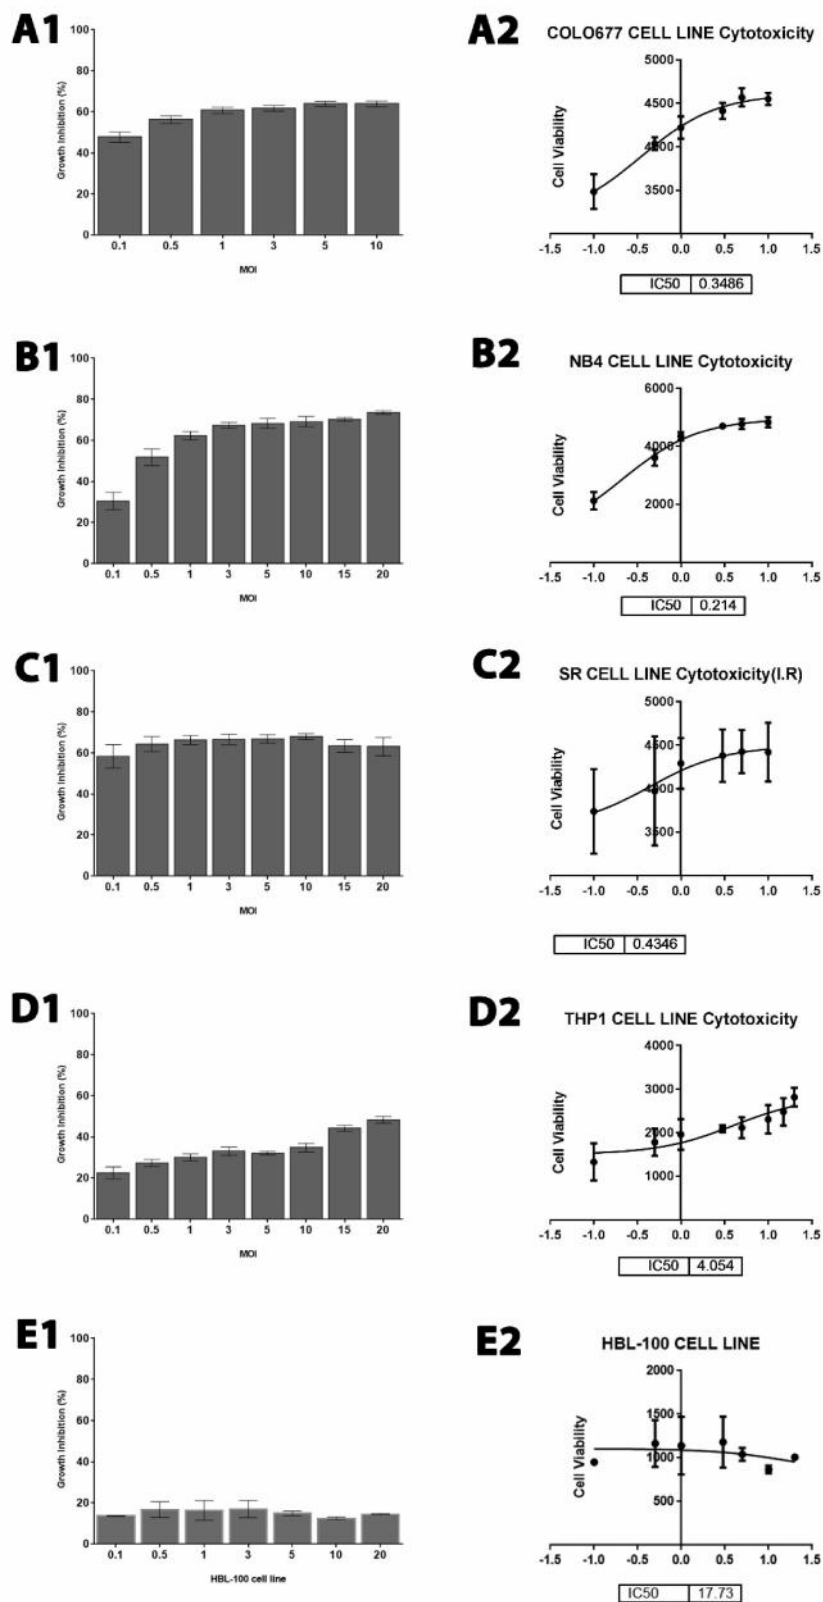 A1
100
80
60
40
20
0
Growth Inhibition (%)
0.1 0.5 1 3 5 10
MOI
A2
COLO677 CELL LINE Cytotoxicity
5000
4500
4000
3500
Cell Viability
-1.5 -1.0 -0.5 0.0 0.5 1.0 1.5
IC50 0.3486
B1
100
80
60
40
20
0
Growth Inhibition (%)
0.1 0.5 1 3 5 10 15 20
MOI
B2
NB4 CELL LINE Cytotoxicity
6000
4000
2000
Cell Viability
-1.5 -1.0 -0.5 0.0 0.5 1.0 1.5
IC50 0.214
C1
100
80
60
40
20
0
Growth Inhibition (%)
0.1 0.5 1 3 5 10 15 20
MOI
C2
SR CELL LINE Cytotoxicity(I.R)
5000
4500
4000
3500
Cell Viability
-1.5 -1.0 -0.5 0.0 0.5 1.0 1.5
IC50 0.4346
D1
100
80
60
40
20
0
Growth Inhibition (%)
0.1 0.5 1 3 5 10 15 20
MOI
D2
THP1 CELL LINE Cytotoxicity
4000
3000
2000
1000
Cell Viability
-1.5 -1.0 -0.5 0.0 0.5 1.0 1.5
IC50 4.054
E1
100
80
60
40
20
0
Growth Inhibition (%)
0.1 0.5 1 3 5 10 20
HBL-100 cell line
E2
HBL-100 CELL LINE
2000
1500
1000
500
Cell Viability
-1.5 -1.0 -0.5 0.0 0.5 1.0 1.5
IC50 17.73